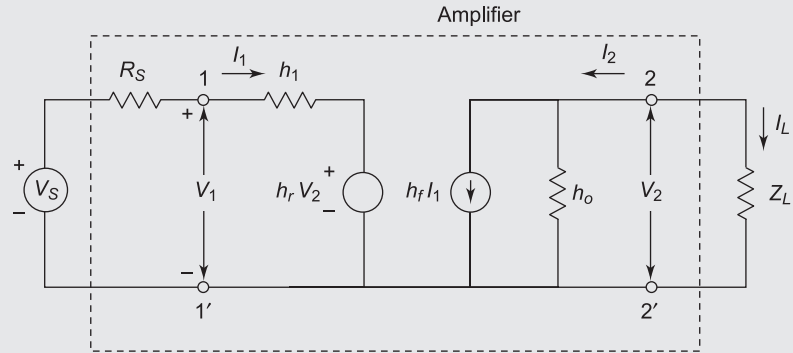 Amplifier
R_S 1 I_1 h_1 I_2 2 I_L
+ + + 
V_S V_1 h_r V_2 h_f I_1 h_o V_2 Z_L
– – –
1′ 2′